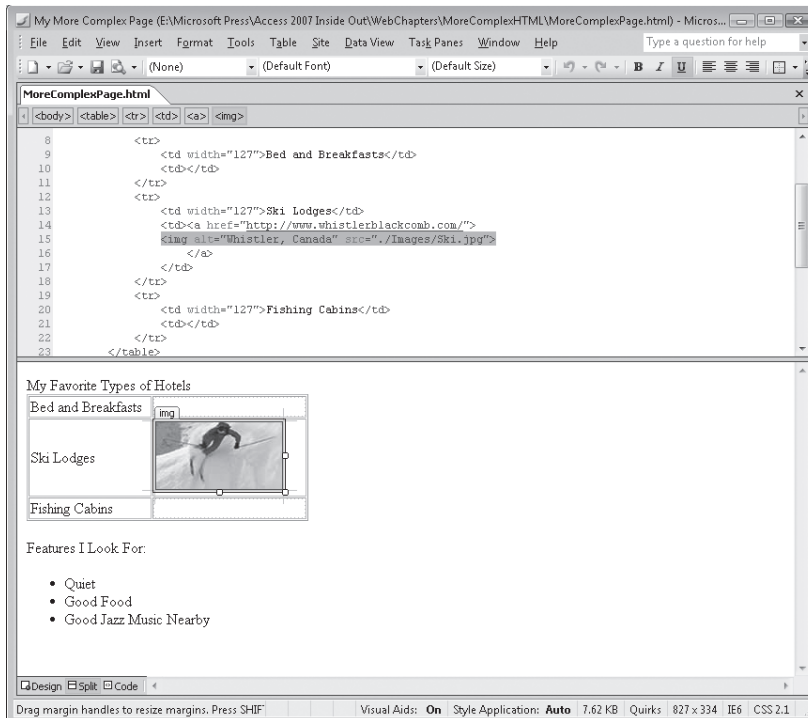 My More Complex Page (E:\Microsoft Press\Access 2007 Inside Out\WebChapters\MoreComplexHTML\MoreComplexPage.html) - Micros...
File Edit View Insert Format Tools Table Site Data View Task Panes Window Help Type a question for help
(None) (Default Font) (Default Size) B I U
MoreComplexPage.html
<body> <table> <tr> <td> <a> <img>
8 <tr>
9 <td width="127">Bed and Breakfasts</td>
10 <td></td>
11 </tr>
12 <tr>
13 <td width="127">Ski Lodges</td>
14 <td><a href="http://www.whistlerblackcomb.com/">
15 <img alt="Whistler, Canada" src="./Images/Ski.jpg">
16 </a>
17 </td>
18 </tr>
19 <tr>
20 <td width="127">Fishing Cabins</td>
21 <td></td>
22 </tr>
23 </table>
My Favorite Types of Hotels
Bed and Breakfasts
img
Ski Lodges
Fishing Cabins
Features I Look For:
• Quiet
• Good Food
• Good Jazz Music Nearby
Design Split Code
Drag margin handles to resize margins. Press SHIF Visual Aids: On Style Application: Auto 7.62 KB Quirks 827 x 334 IE6 CSS 2.1